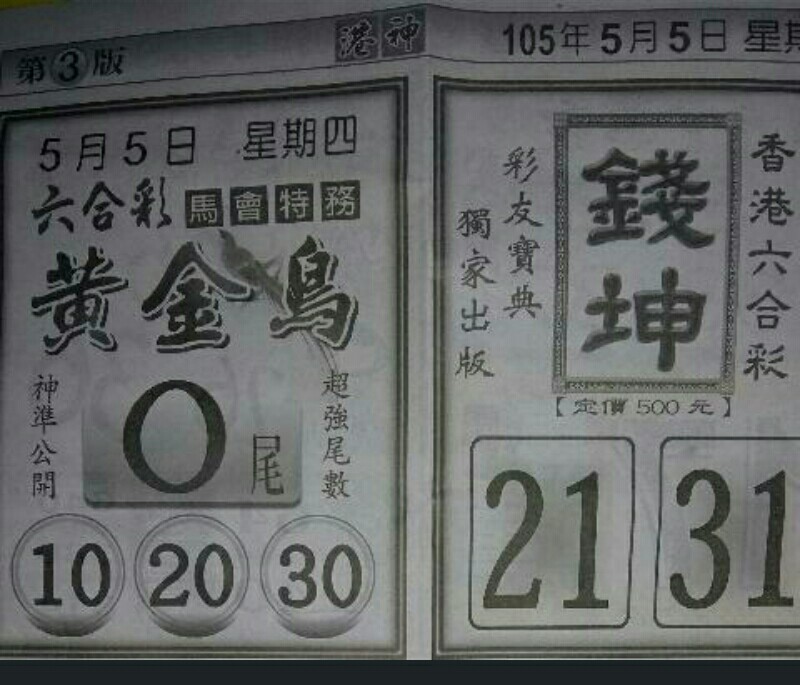 第3版
港神
105年5月5日 星期
5月5日 星期四
六合彩 馬會特務
黃金鳥
神準公開
0尾
超強尾數
10 20 30
香港六合彩
錢坤
彩友寶典
獨家出版
【定價500元】
21 31